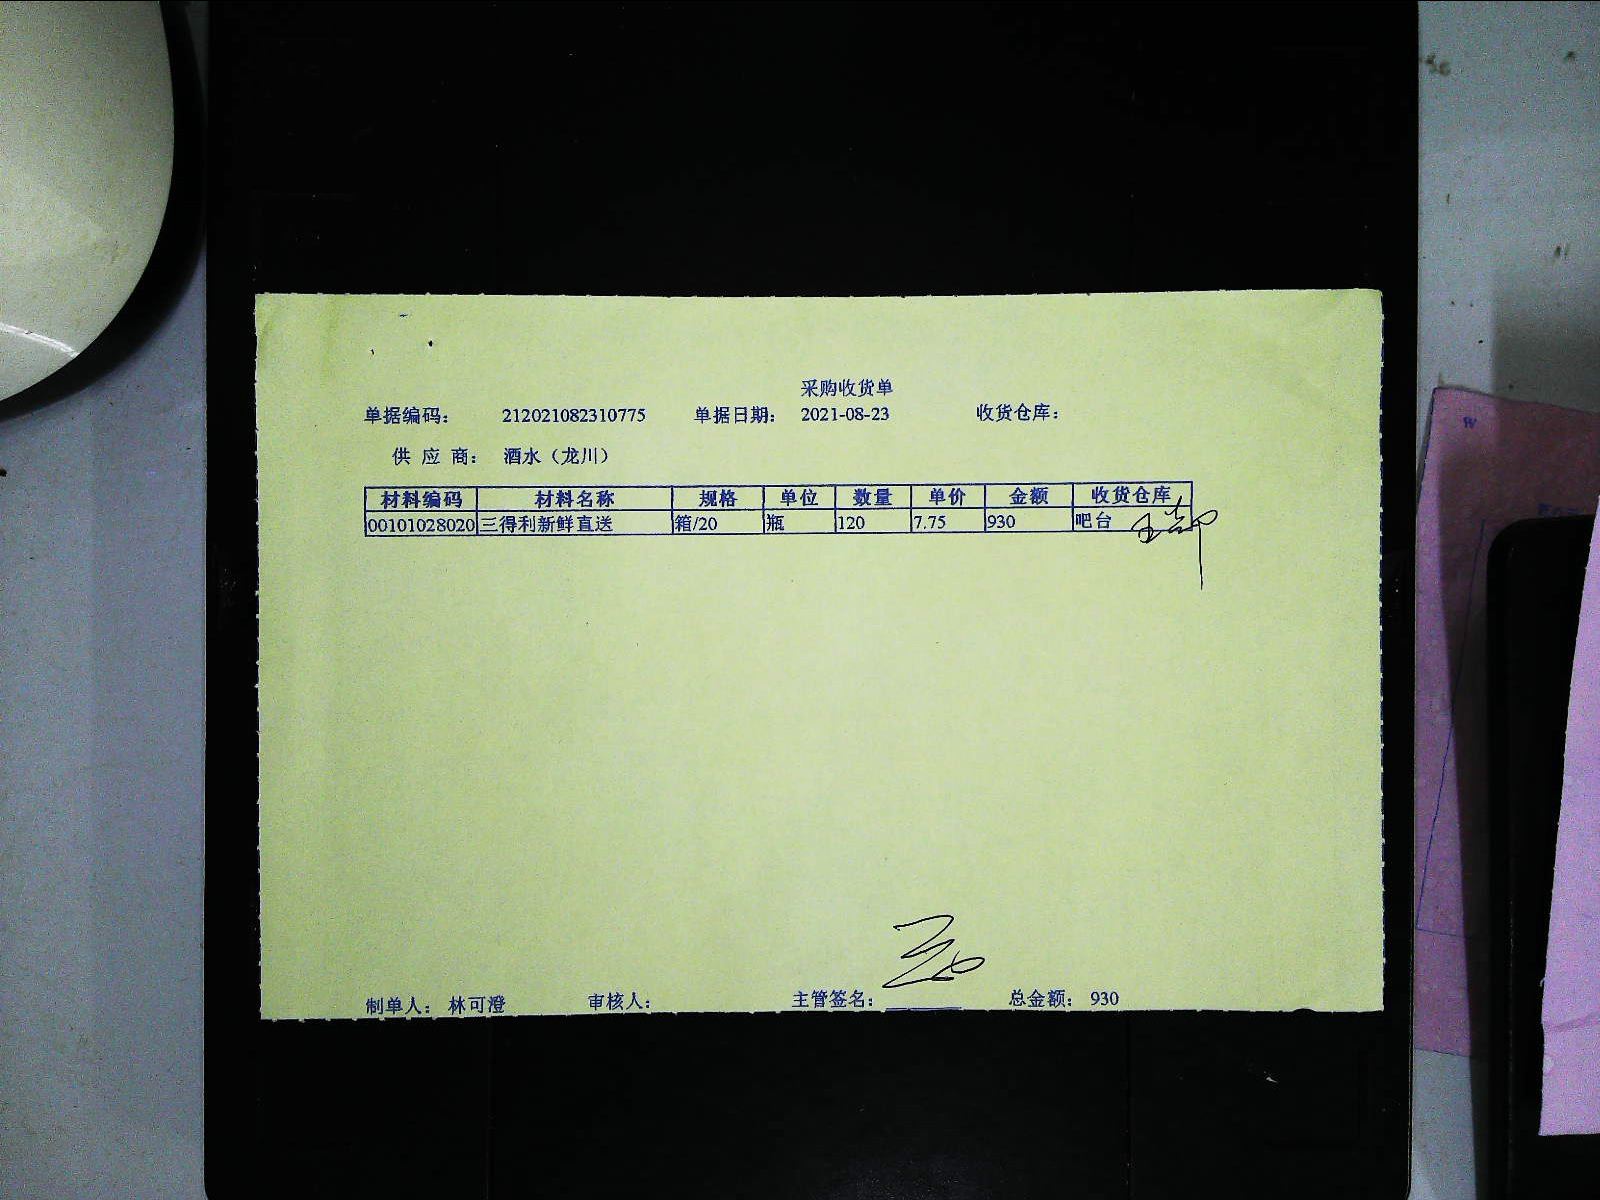 采购收货单
单据编码： 212021082310775 单据日期： 2021-08-23 收货仓库：
供 应 商： 酒水（龙川）
材料编码 材料名称 规格 单位 数量 单价 金额 收货仓库
00101028020 三得利新鲜直送 箱/20 瓶 120 7.75 930 吧台
制单人： 林可澄 审核人： 主管签名： 总金额： 930